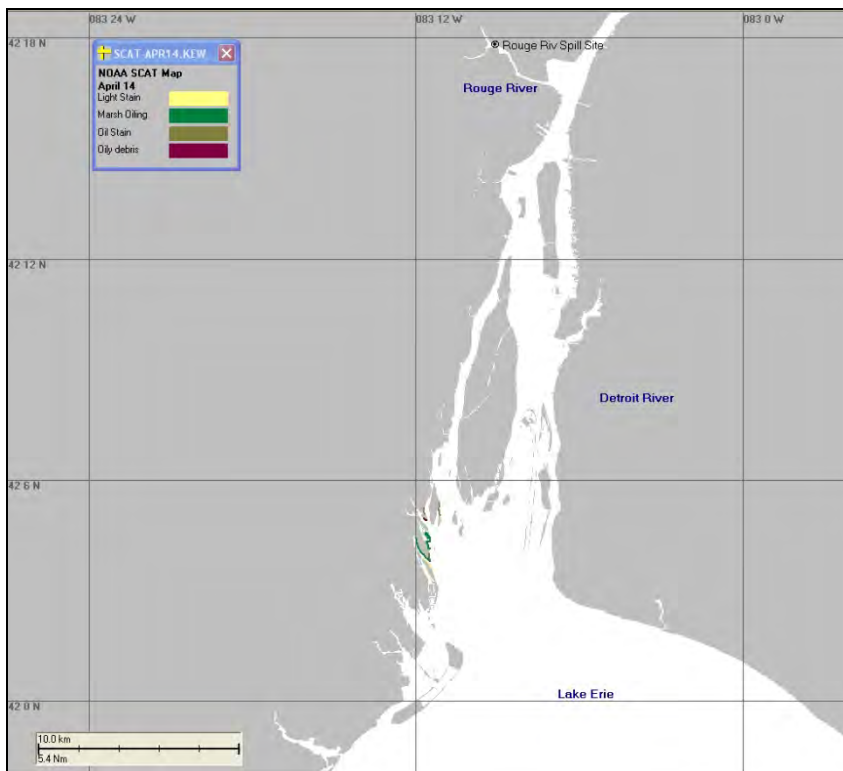 083 24 W
083 12 W
083 0 W
42 18 N
SCAT APR14.KEW
NOAA SCAT Map
April 14
Light Stain
Marsh Oiling
Oil Stain
Oily debris
Rouge Riv Spill Site
Rouge River
42 12 N
Detroit River
42 6 N
Lake Erie
42 0 N
10.0 km
5.4 Nm